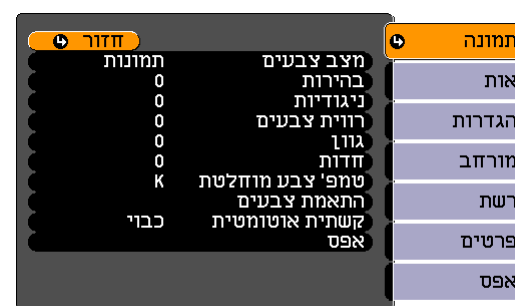 תמונה
אות
הגדרות
מורחב
רשת
פרטים
אפס
חזור
מצב צבעים תמונות
בהירות 0
ניגודיות 0
רווית צבעים 0
גוון 0
חדות 0
טמפ' צבע מוחלטת K
התאמת צבעים
קשתית אוטומטית כבוי
אפס